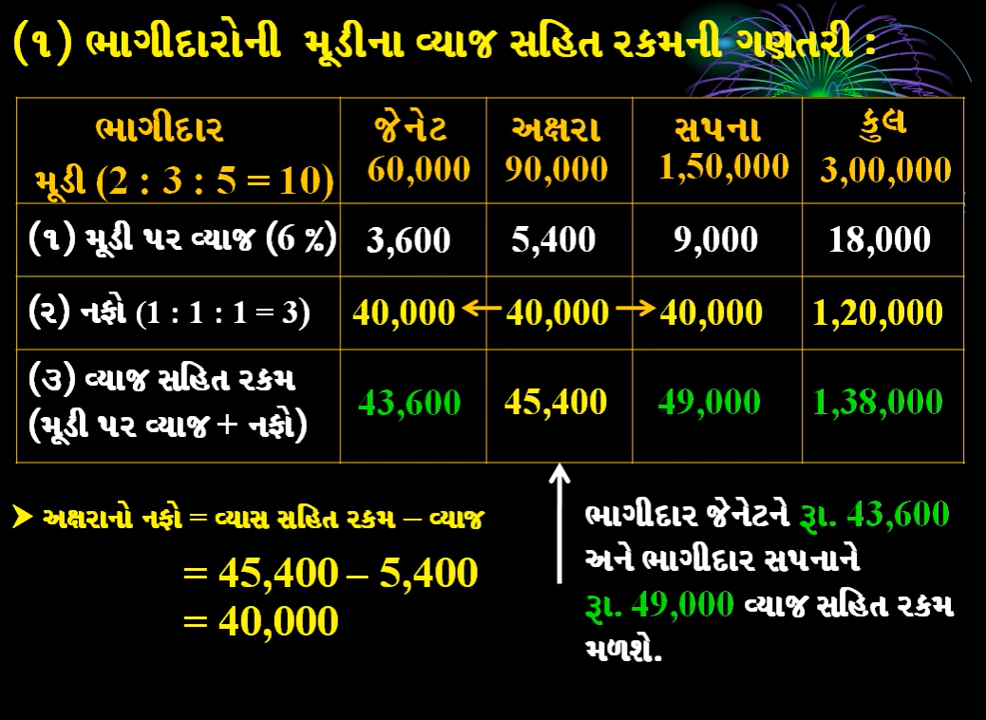 (૧) ભાગીદારોની મૂડીના વ્યાજ સહિત રકમની ગણતરી :
ભાગીદાર જેનેટ અક્ષરા સપના કુલ
મૂડી (2 : 3 : 5 = 10) 60,000 90,000 1,50,000 3,00,000
(૧) મૂડી પર વ્યાજ (6 %) 3,600 5,400 9,000 18,000
(૨) નફો (1 : 1 : 1 = 3) 40,000 ← 40,000 → 40,000 1,20,000
(૩) વ્યાજ સહિત રકમ
(મૂડી પર વ્યાજ + નફો) 43,600 45,400 49,000 1,38,000
➢ અક્ષરાનો નફો = વ્યાસ સહિત રકમ – વ્યાજ
= 45,400 – 5,400
= 40,000
ભાગીદાર જેનેટને રૂા. 43,600
અને ભાગીદાર સપનાને
રૂા. 49,000 વ્યાજ સહિત રકમ
મળશે.